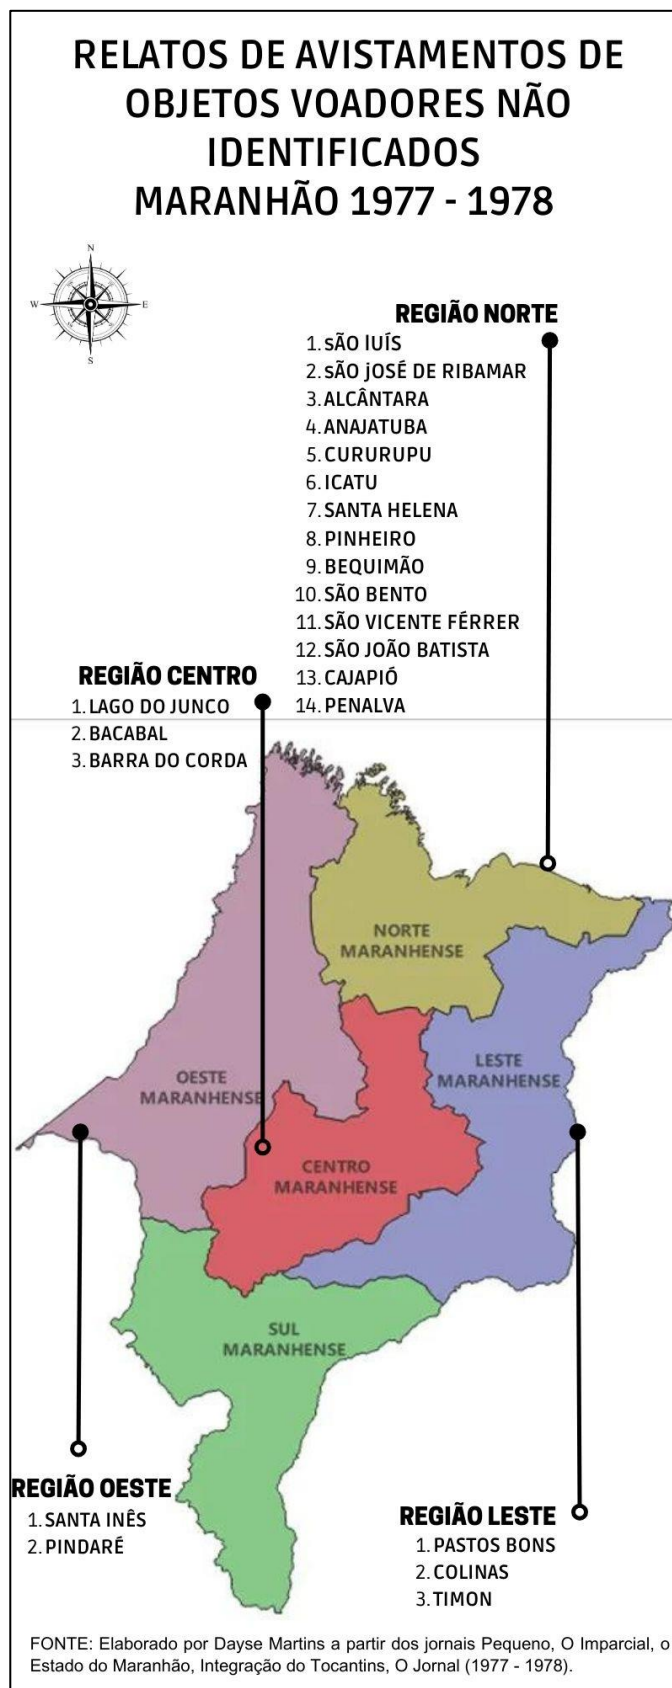 RELATOS DE AVISTAMENTOS DE
OBJETOS VOADORES NÃO
IDENTIFICADOS
MARANHÃO 1977 - 1978
N
W
E
S
REGIÃO NORTE
1. sÃO lUÍS
2. sÃO jOSÉ DE RIBAMAR
3. ALCÂNTARA
4. ANAJATUBA
5. CURURUPU
6. ICATU
7. SANTA HELENA
8. PINHEIRO
9. BEQUIMÃO
10. SÃO BENTO
11. SÃO VICENTE FÉRRER
12. SÃO JOÃO BATISTA
13. CAJAPIÓ
14. PENALVA
REGIÃO CENTRO
1. LAGO DO JUNCO
2. BACABAL
3. BARRA DO CORDA
NORTE
MARANHENSE
OESTE
MARANHENSE
LESTE
MARANHENSE
CENTRO
MARANHENSE
SUL
MARANHENSE
REGIÃO OESTE
1. SANTA INÊS
2. PINDARÉ
REGIÃO LESTE
1. PASTOS BONS
2. COLINAS
3. TIMON
FONTE: Elaborado por Dayse Martins a partir dos jornais Pequeno, O Imparcial, o
Estado do Maranhão, Integração do Tocantins, O Jornal (1977 - 1978).